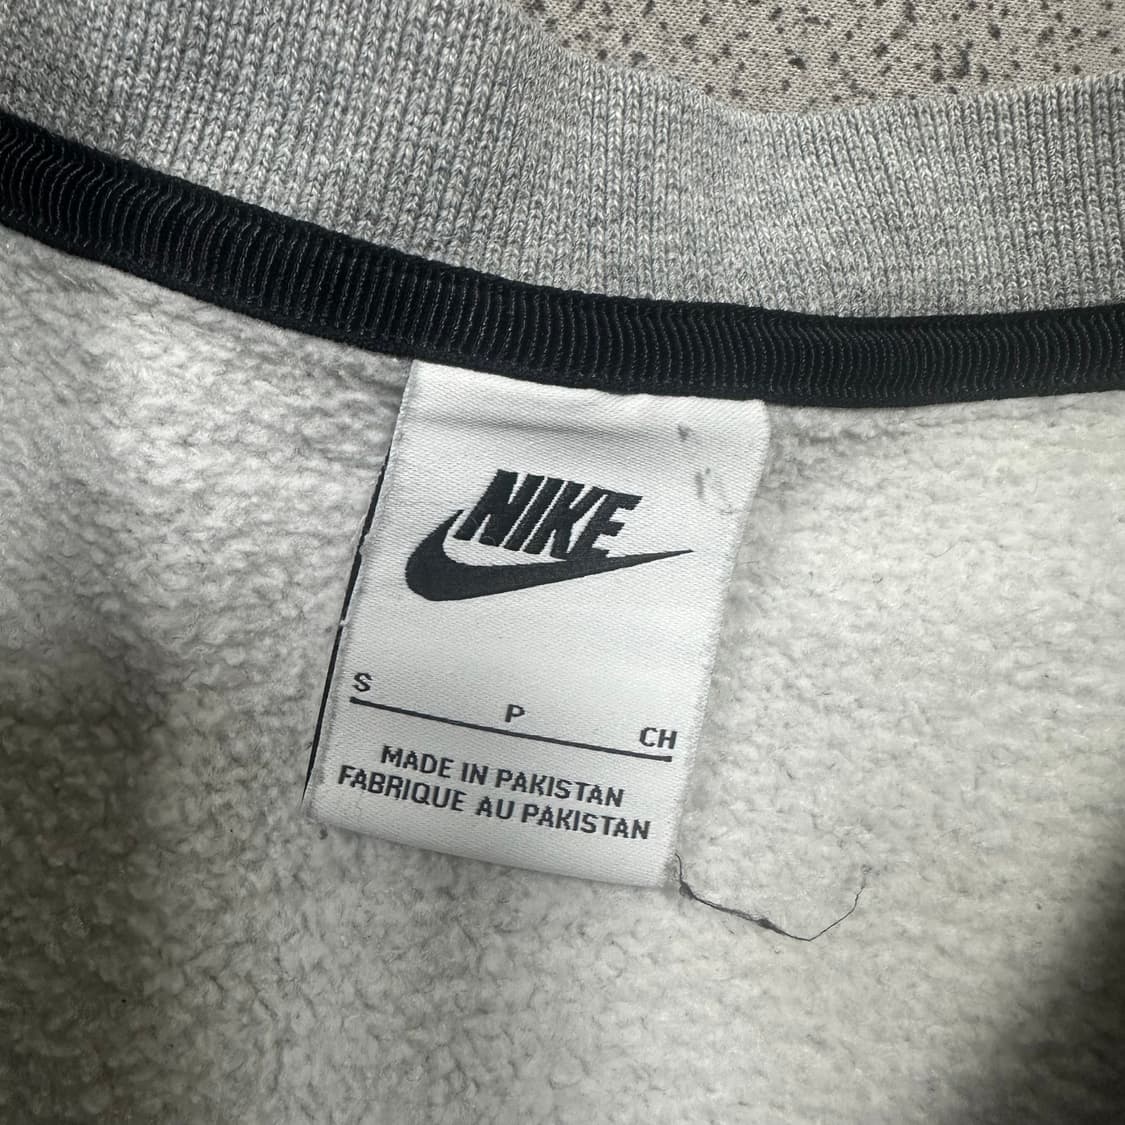 NIKE
S P CH
MADE IN PAKISTAN
FABRIQUE AU PAKISTAN